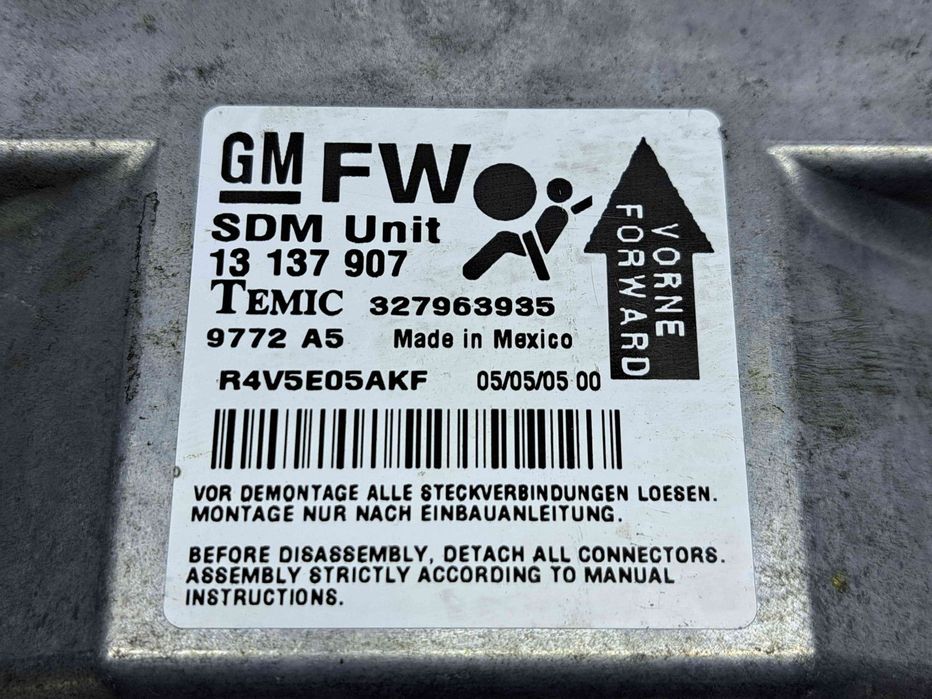 GM FW
SDM Unit
13 137 907
TEMIC 327963935
9772 A5 Made in Mexico
R4V5E05AKF 05/05/05 00
VORNE
FORWARD
VOR DEMONTAGE ALLE STECKVERBINDUNGEN LOESEN.
MONTAGE NUR NACH EINBAUANLEITUNG.
BEFORE DISASSEMBLY, DETACH ALL CONNECTORS.
ASSEMBLY STRICTLY ACCORDING TO MANUAL
INSTRUCTIONS.